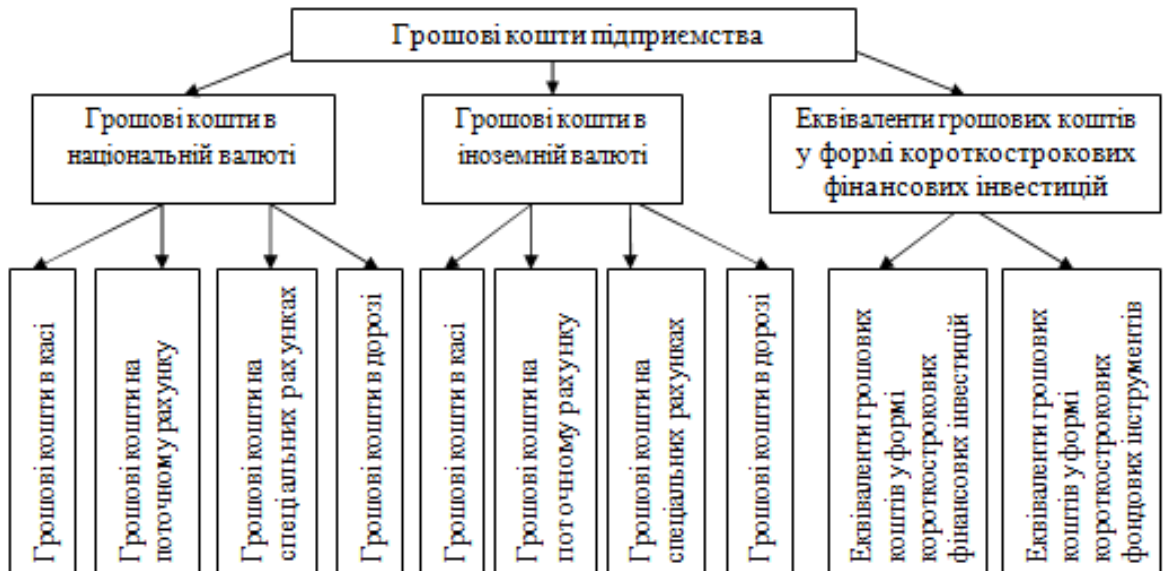 Грошові кошти підприємства
Грошові кошти в
національній валюті
Грошові кошти в
іноземній валюті
Еквіваленти грошових коштів
у формі короткострокових
фінансових інвестицій
Грошові кошти в касі
Грошові кошти на
поточному рахунку
Грошові кошти на
спеціальних рахунках
Грошові кошти в дорозі
Грошові кошти в касі
Грошові кошти на
поточному рахунку
Грошові кошти на
спеціальних рахунках
Грошові кошти в дорозі
Еквіваленти грошових
коштів у формі
короткострокових
фінансових інвестицій
Еквіваленти грошових
коштів у формі
короткострокових
фондових інструментів